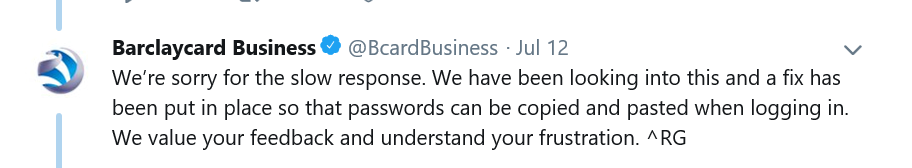 Barclaycard Business @BcardBusiness · Jul 12
We're sorry for the slow response. We have been looking into this and a fix has
been put in place so that passwords can be copied and pasted when logging in.
We value your feedback and understand your frustration. ^RG